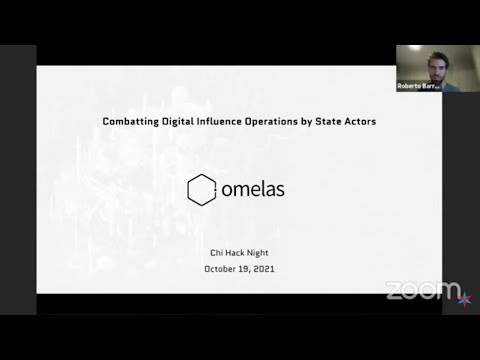 Roberto Barr...
Combatting Digital Influence Operations by State Actors
omelas
Chi Hack Night
October 19, 2021
zoom